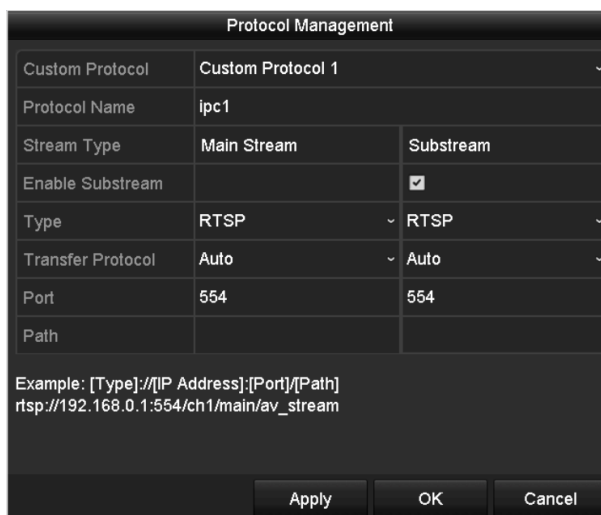 Protocol Management
Custom Protocol Custom Protocol 1
Protocol Name ipc1
Stream Type Main Stream Substream
Enable Substream
Type RTSP RTSP
Transfer Protocol Auto Auto
Port 554 554
Path
Example: [Type]://[IP Address]:[Port]/[Path]
rtsp://192.168.0.1:554/ch1/main/av_stream
Apply OK Cancel